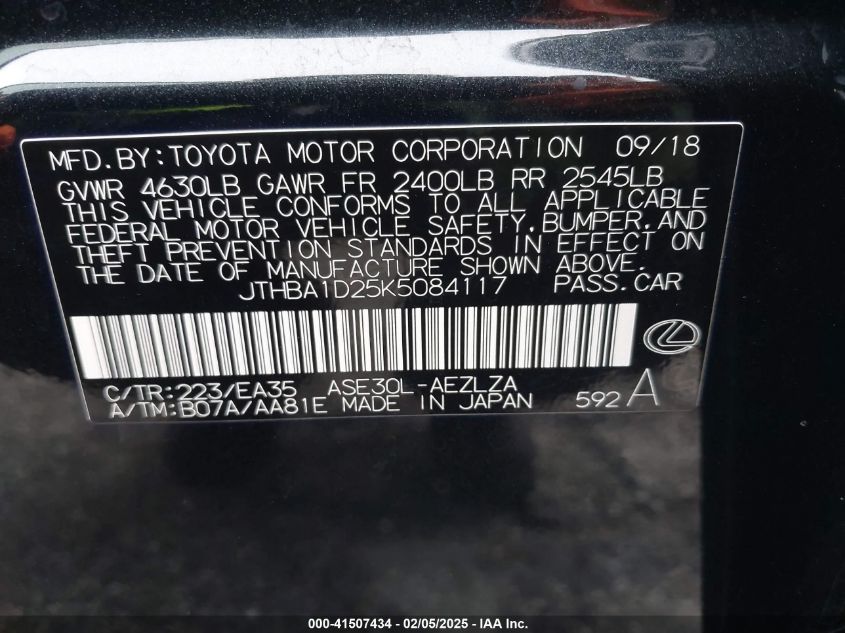 MFD.BY:TOYOTA MOTOR CORPORATION 09/18
GVWR 4630LB GAWR FR 2400LB RR 2545LB
THIS VEHICLE CONFORMS TO ALL APPLICABLE
FEDERAL MOTOR VEHICLE SAFETY,BUMPER,AND
THEFT PREVENTION STANDARDS IN EFFECT ON
THE DATE OF MANUFACTURE SHOWN ABOVE.
JTHBA1D25K5084117 PASS.CAR
C/TR:223/EA35 ASE30L-AEZLZA
A/TM:B07A/AA81E MADE IN JAPAN 592 A
000-41507434 - 02/05/2025 - IAA Inc.